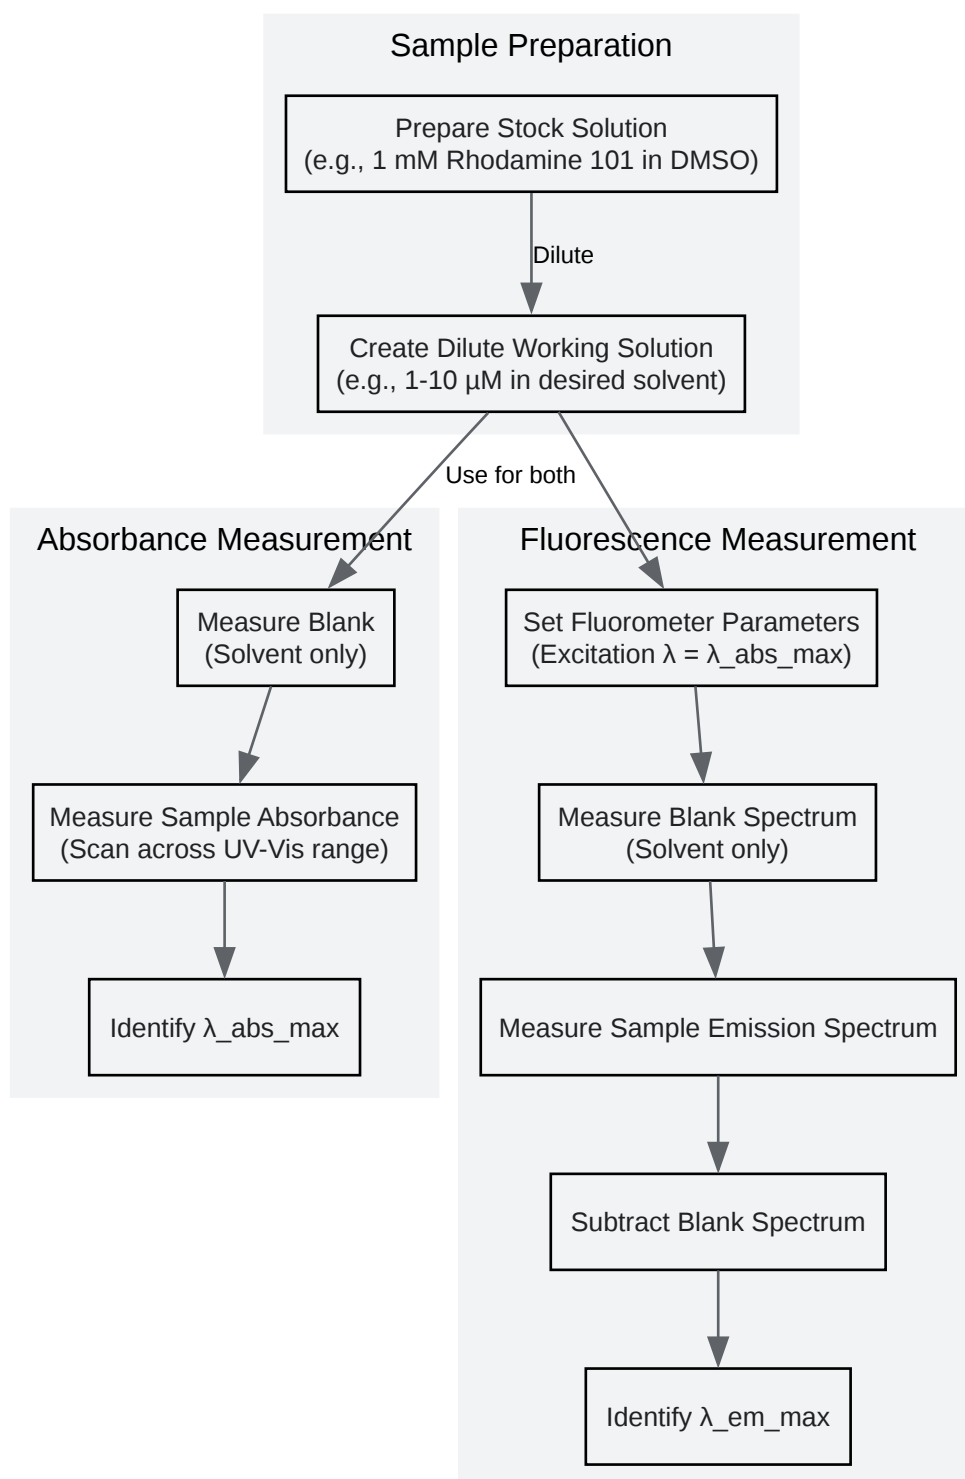 Sample Preparation
Prepare Stock Solution
(e.g., 1 mM Rhodamine 101 in DMSO)
Dilute
Create Dilute Working Solution
(e.g., 1-10 µM in desired solvent)
Use for both
Absorbance Measurement
Measure Blank
(Solvent only)
Measure Sample Absorbance
(Scan across UV-Vis range)
Identify λ_abs_max
Fluorescence Measurement
Set Fluorometer Parameters
(Excitation λ = λ_abs_max)
Measure Blank Spectrum
(Solvent only)
Measure Sample Emission Spectrum
Subtract Blank Spectrum
Identify λ_em_max